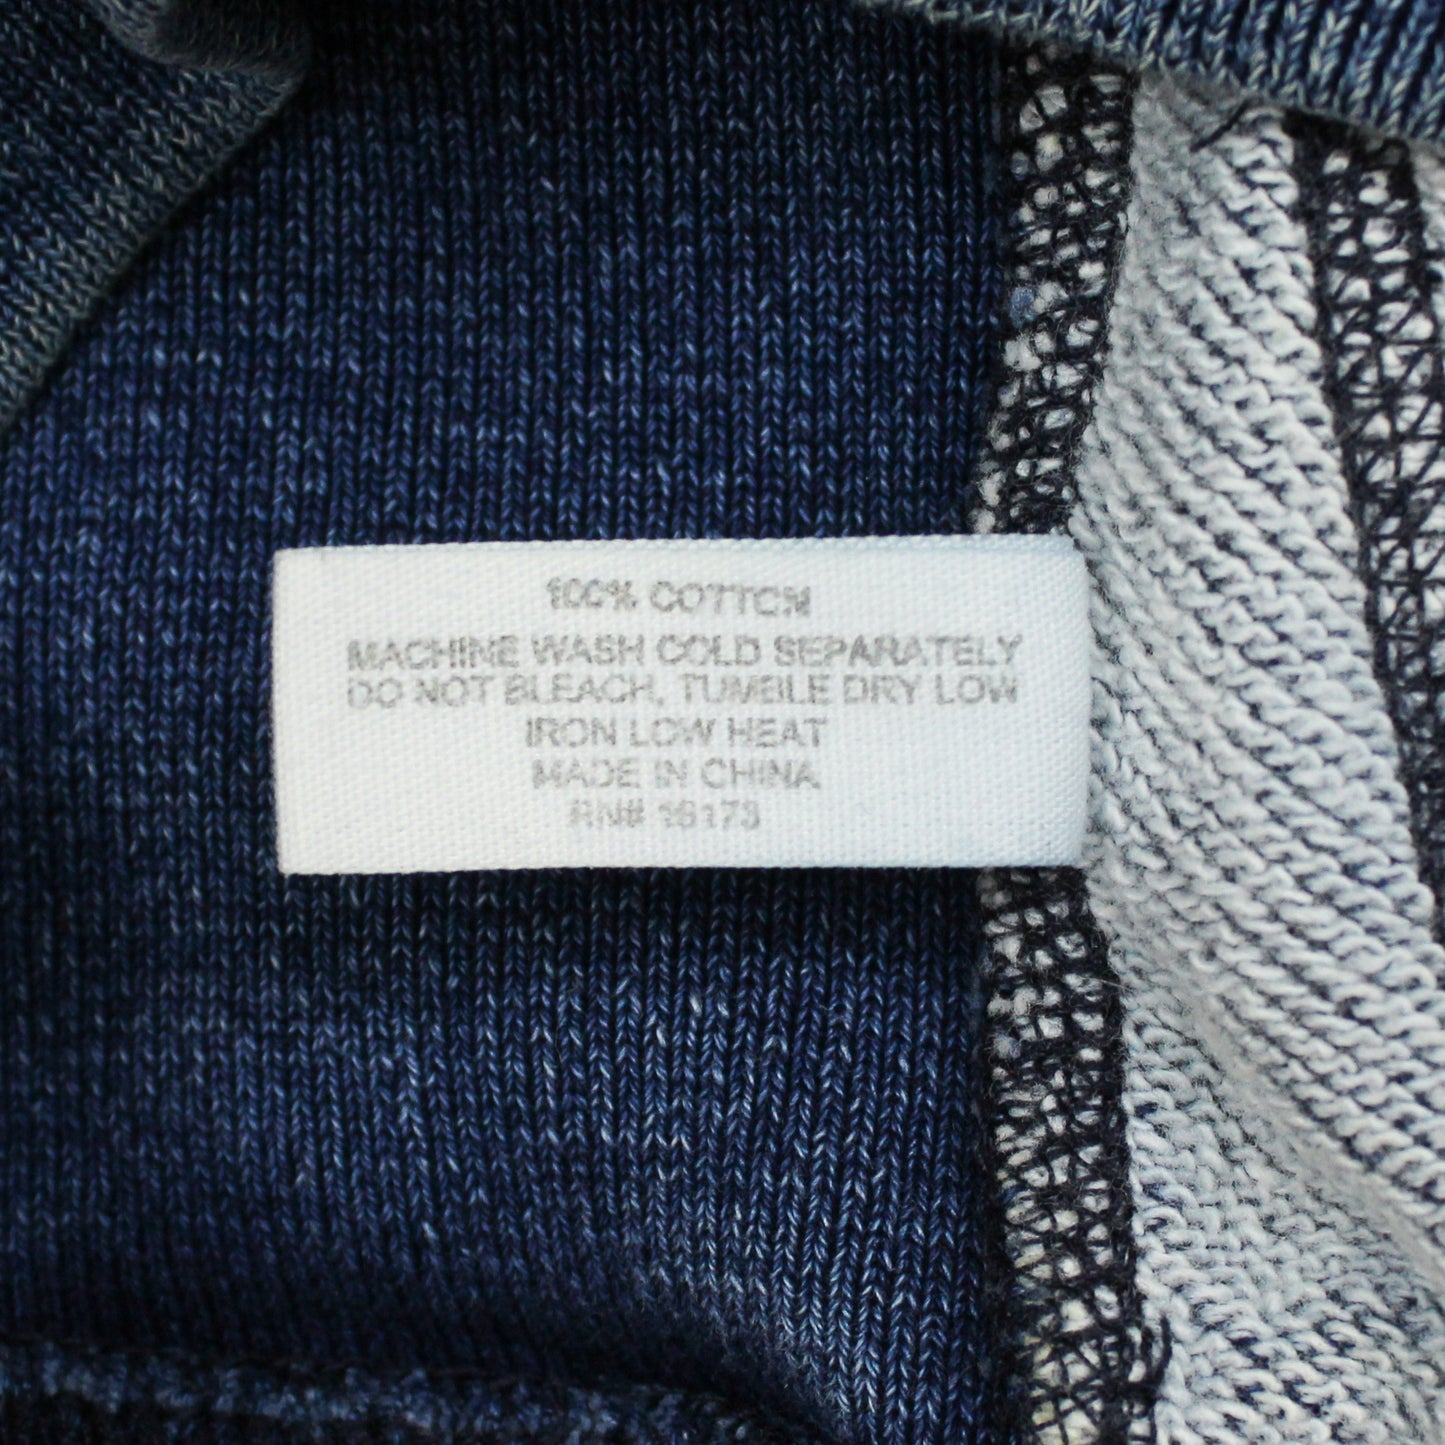 100% COTTON
MACHINE WASH COLD SEPARATELY
DO NOT BLEACH, TUMBLE DRY LOW
IRON LOW HEAT
MADE IN CHINA
RN# 16173